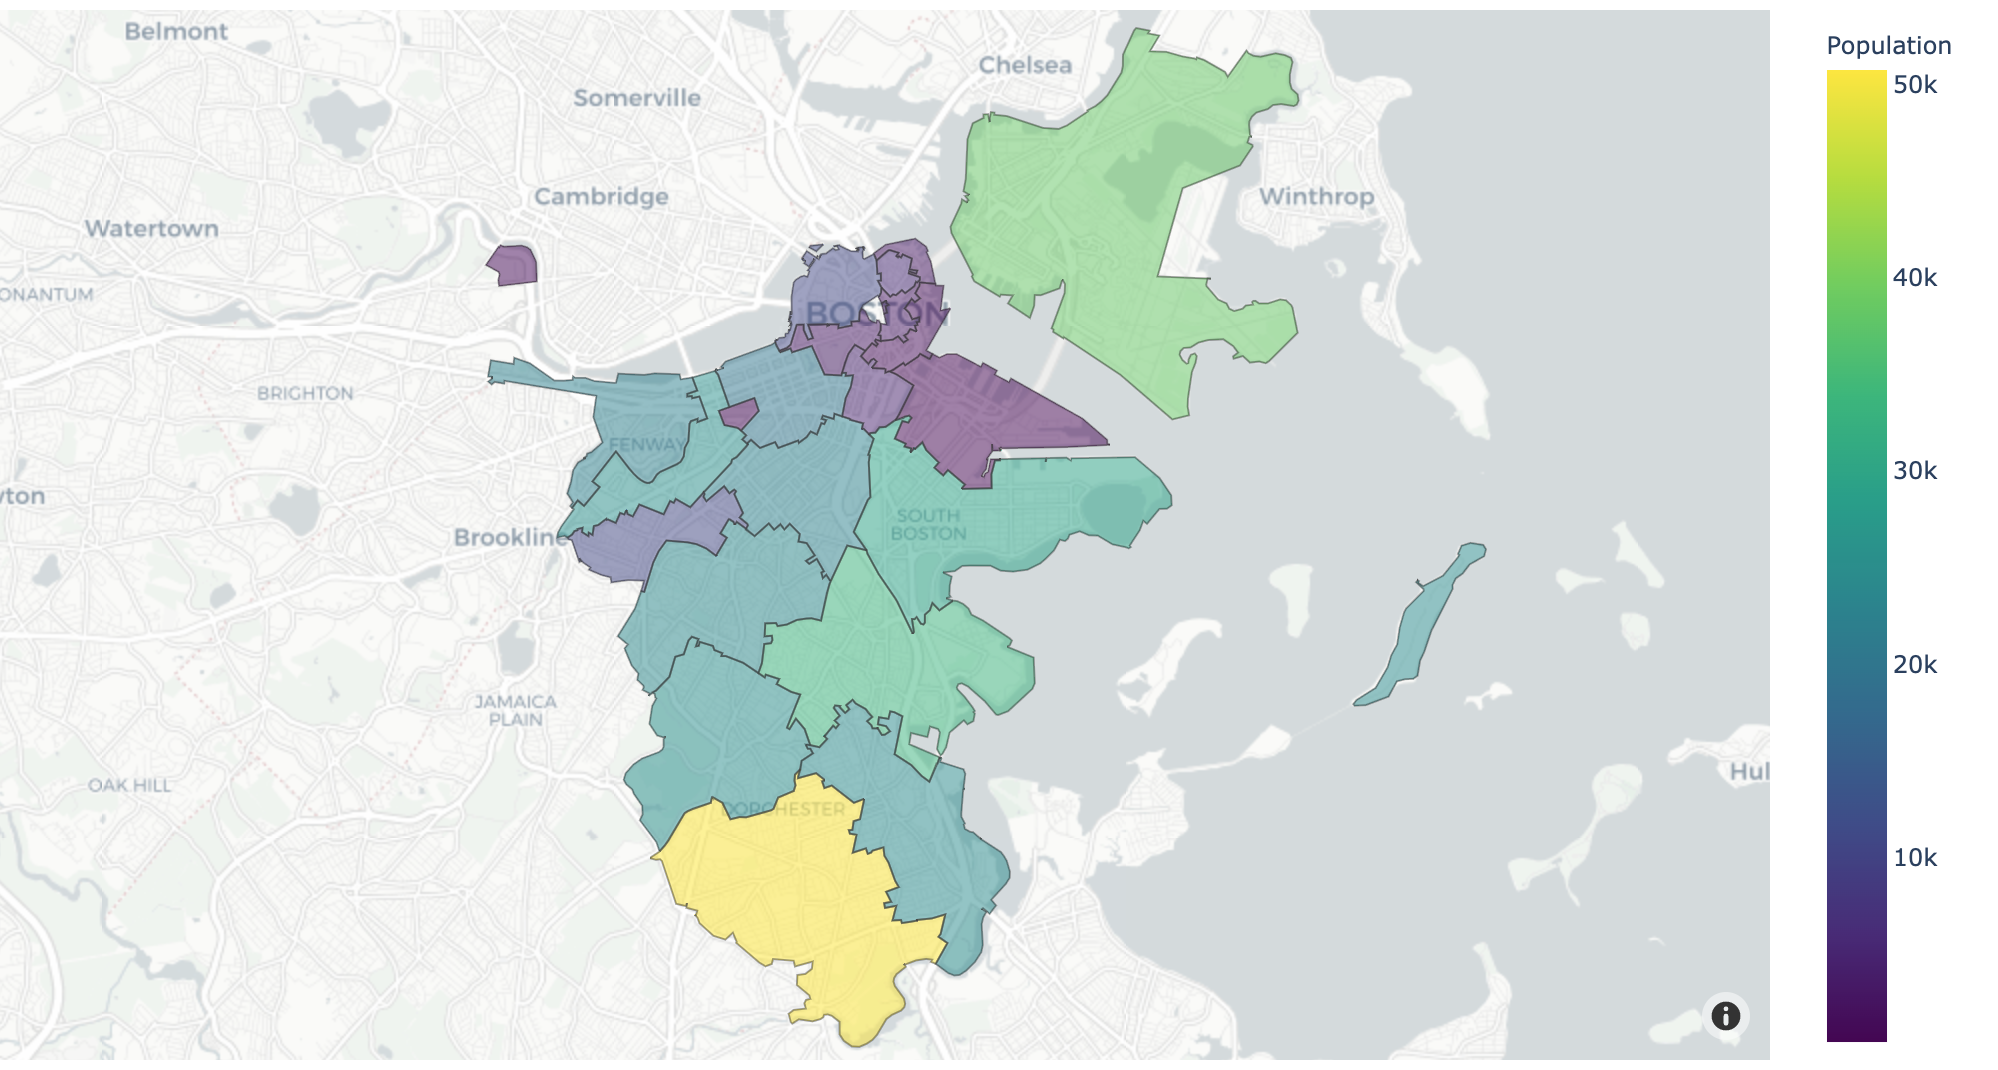 Belmont
Chelsea
Somerville
Cambridge
Winthrop
Watertown
ONANTUM
BOSTON
BRIGHTON
FENWAY
yton
SOUTH
BOSTON
Brookline
JAMAICA
PLAIN
OAK HILL
DORCHESTER
Hul
Population
50k
40k
30k
20k
10k
i